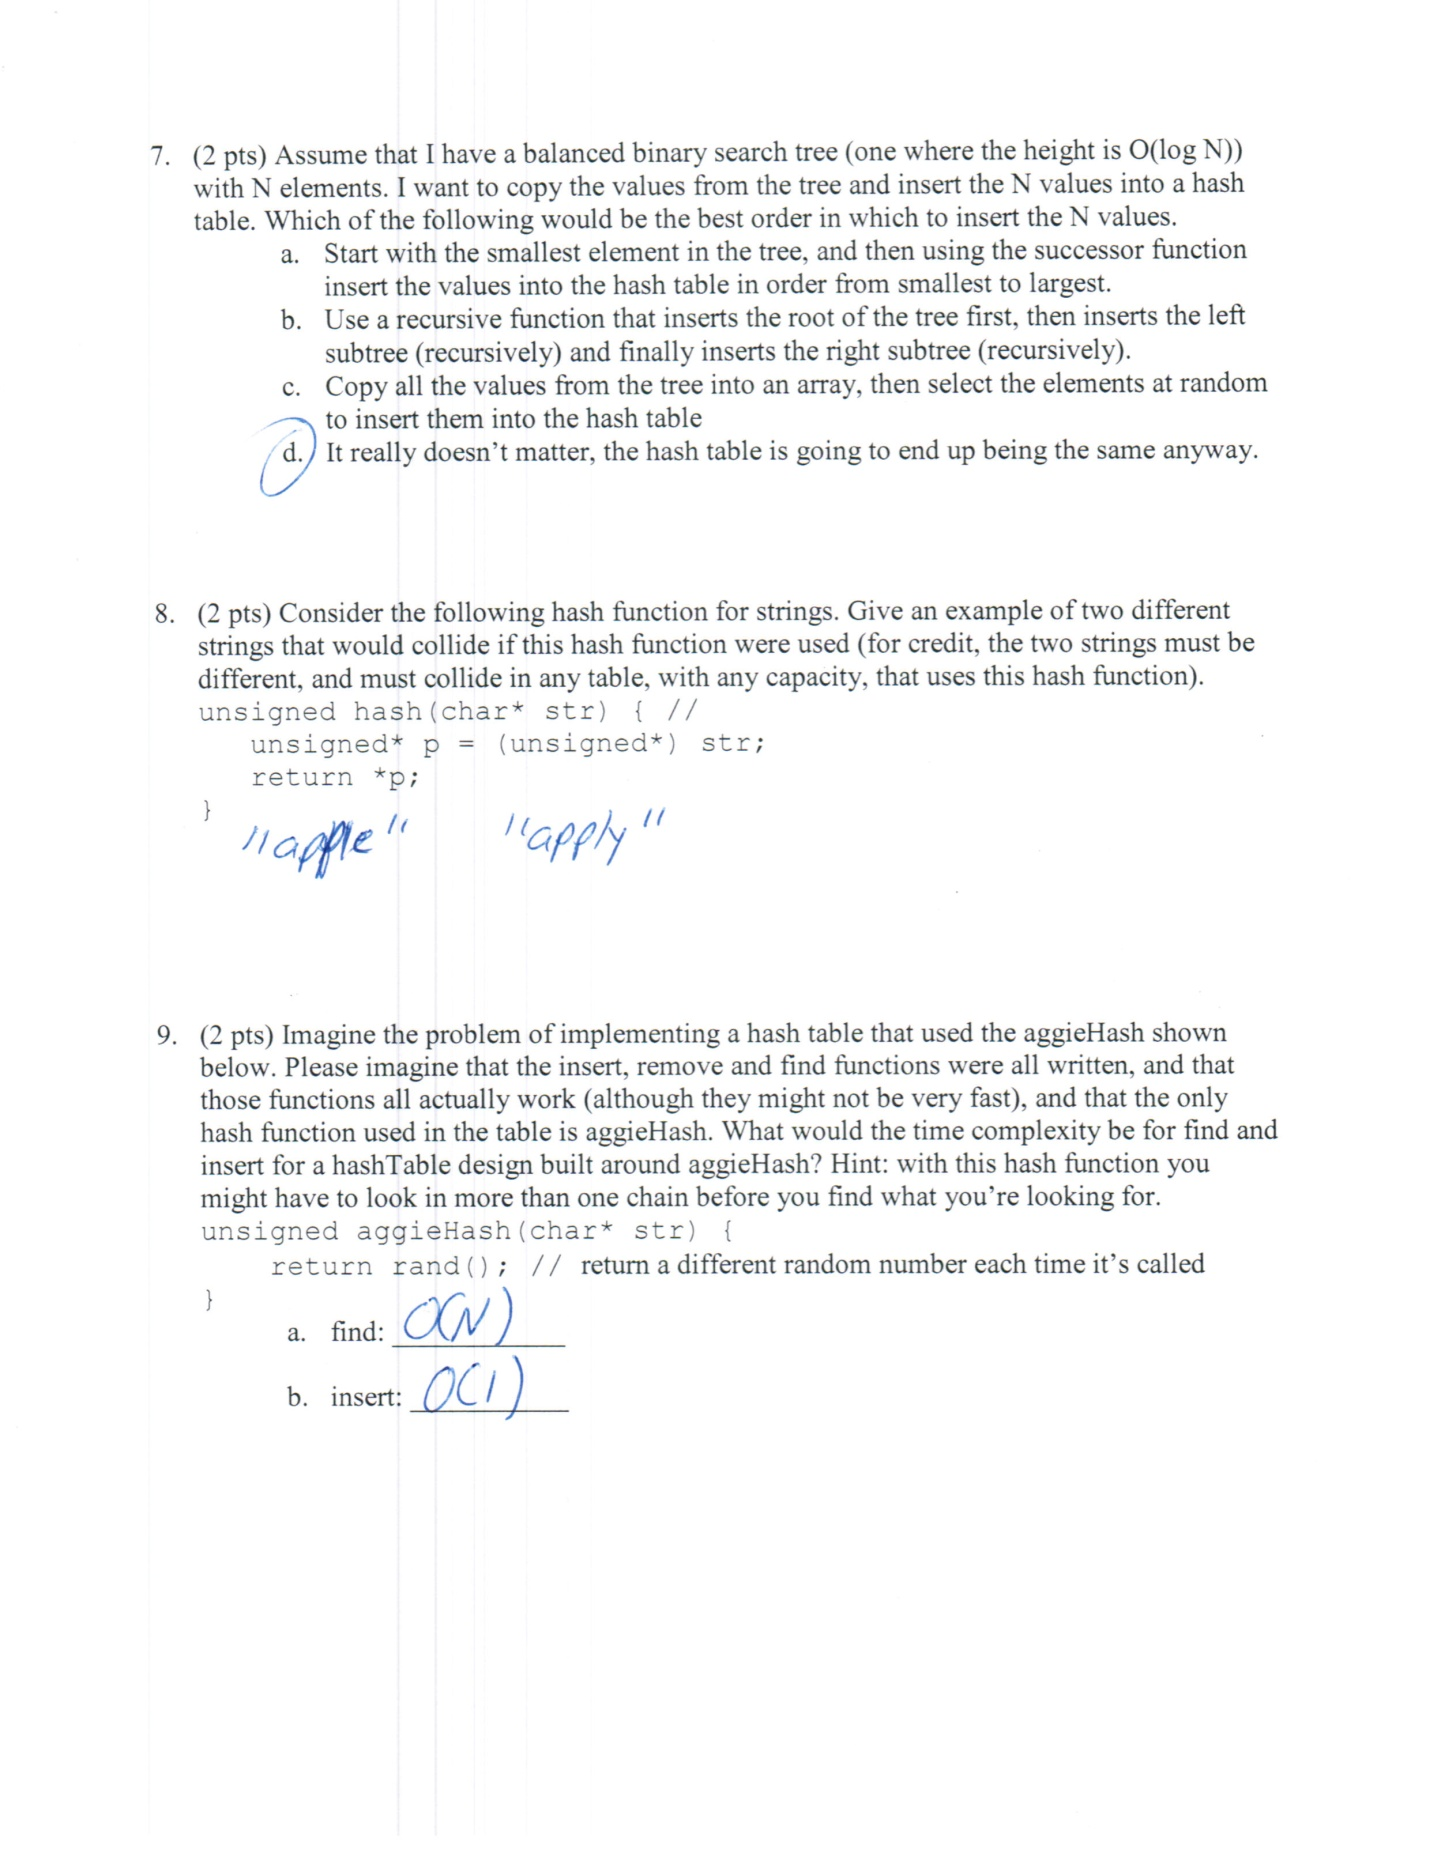 7. (2 pts) Assume that I have a balanced binary search tree (one where the height is O(log N))
with N elements. I want to copy the values from the tree and insert the N values into a hash
table. Which of the following would be the best order in which to insert the N values.
a. Start with the smallest element in the tree, and then using the successor function
insert the values into the hash table in order from smallest to largest.
b. Use a recursive function that inserts the root of the tree first, then inserts the left
subtree (recursively) and finally inserts the right subtree (recursively).
c. Copy all the values from the tree into an array, then select the elements at random
to insert them into the hash table
d. It really doesn't matter, the hash table is going to end up being the same anyway.
8. (2 pts) Consider the following hash function for strings. Give an example of two different
strings that would collide if this hash function were used (for credit, the two strings must be
different, and must collide in any table, with any capacity, that uses this hash function).
unsigned hash(char* str) { //
unsigned* p = (unsigned*) str;
return *p;
}
"apple" "apply"
9. (2 pts) Imagine the problem of implementing a hash table that used the aggieHash shown
below. Please imagine that the insert, remove and find functions were all written, and that
those functions all actually work (although they might not be very fast), and that the only
hash function used in the table is aggieHash. What would the time complexity be for find and
insert for a hashTable design built around aggieHash? Hint: with this hash function you
might have to look in more than one chain before you find what you're looking for.
unsigned aggieHash(char* str) {
return rand(); // return a different random number each time it's called
}
a. find: O(N)
b. insert: O(1)